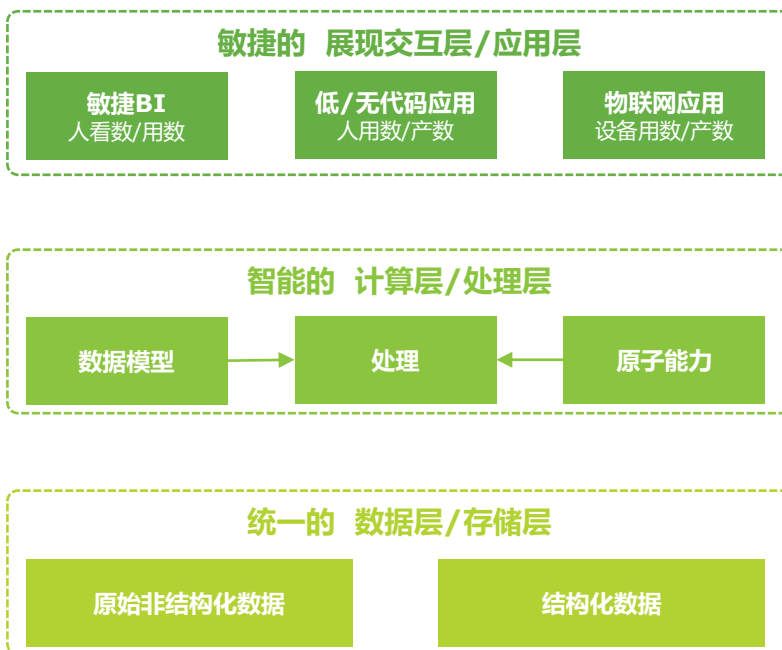 敏捷的 展现交互层/应用层
敏捷BI
人看数/用数
低/无代码应用
人用数/产数
物联网应用
设备用数/产数
智能的 计算层/处理层
数据模型
处理
原子能力
统一的 数据层/存储层
原始非结构化数据
结构化数据